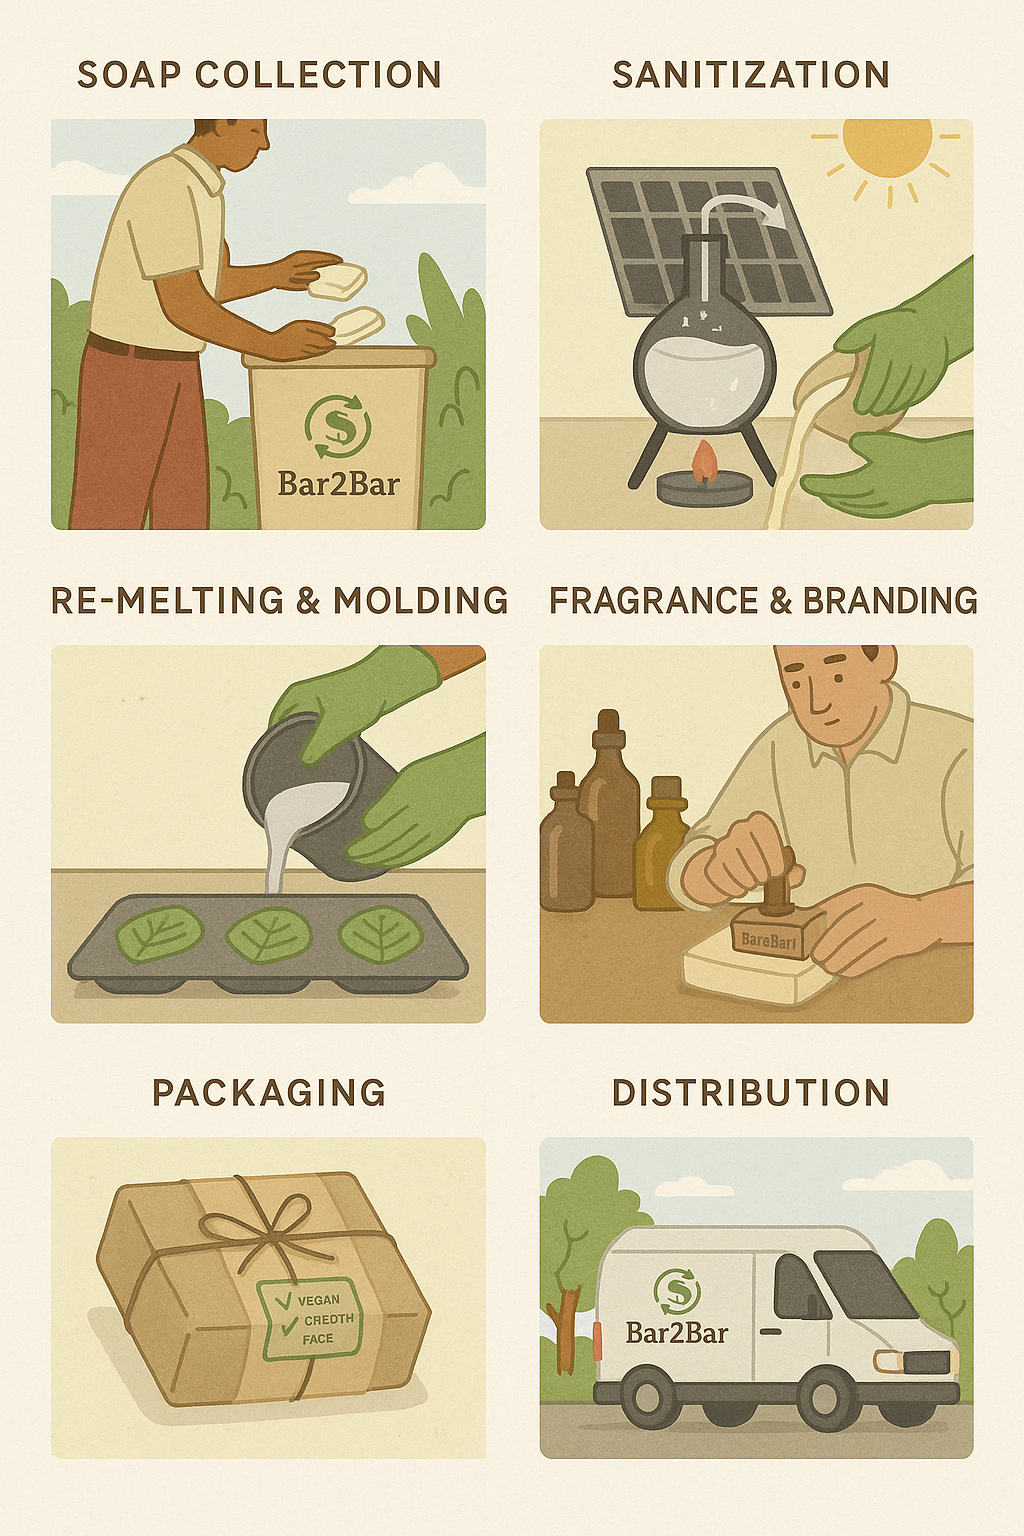 SOAP COLLECTION
SANITIZATION
Bar2Bar
RE-MELTING & MOLDING
FRAGRANCE & BRANDING
BareBarl
PACKAGING
DISTRIBUTION
VEGAN
CREDTH
FACE
Bar2Bar